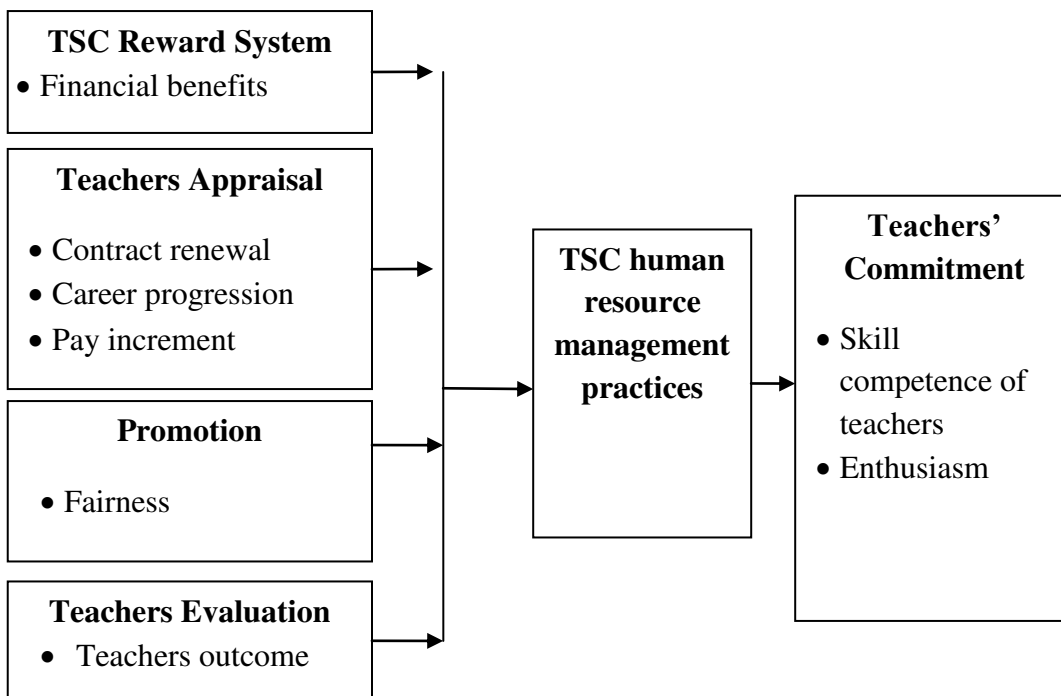 TSC Reward System
• Financial benefits
Teachers Appraisal
• Contract renewal
• Career progression
• Pay increment
Promotion
• Fairness
Teachers Evaluation
• Teachers outcome
TSC human
resource
management
practices
Teachers’
Commitment
• Skill
competence of
teachers
• Enthusiasm